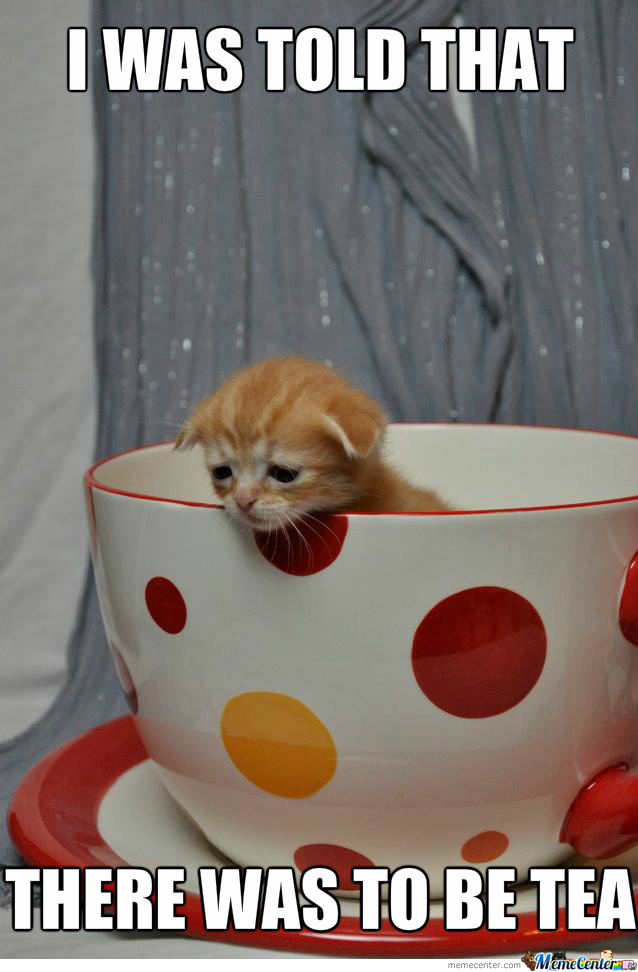 I WAS TOLD THAT
THERE WAS TO BE TEA
memecenter.com MemeCenter